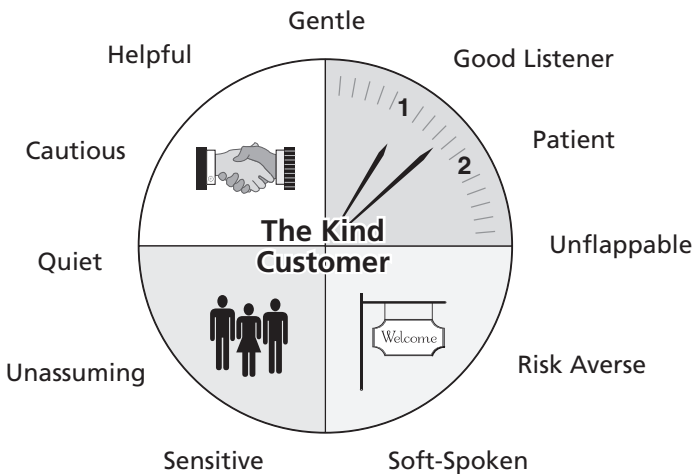 Gentle
Helpful
Good Listener
1
Cautious
Patient
2
The Kind
Customer
Quiet
Unflappable
Welcome
Unassuming
Risk Averse
Sensitive
Soft-Spoken